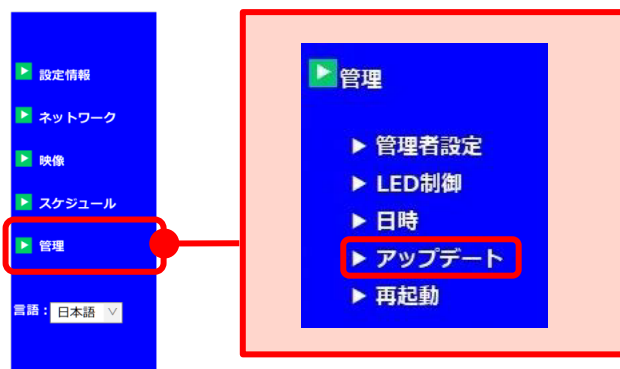 設定情報
ネットワーク
映像
スケジュール
管理
言語：日本語
管理
管理者設定
LED制御
日時
アップデート
再起動